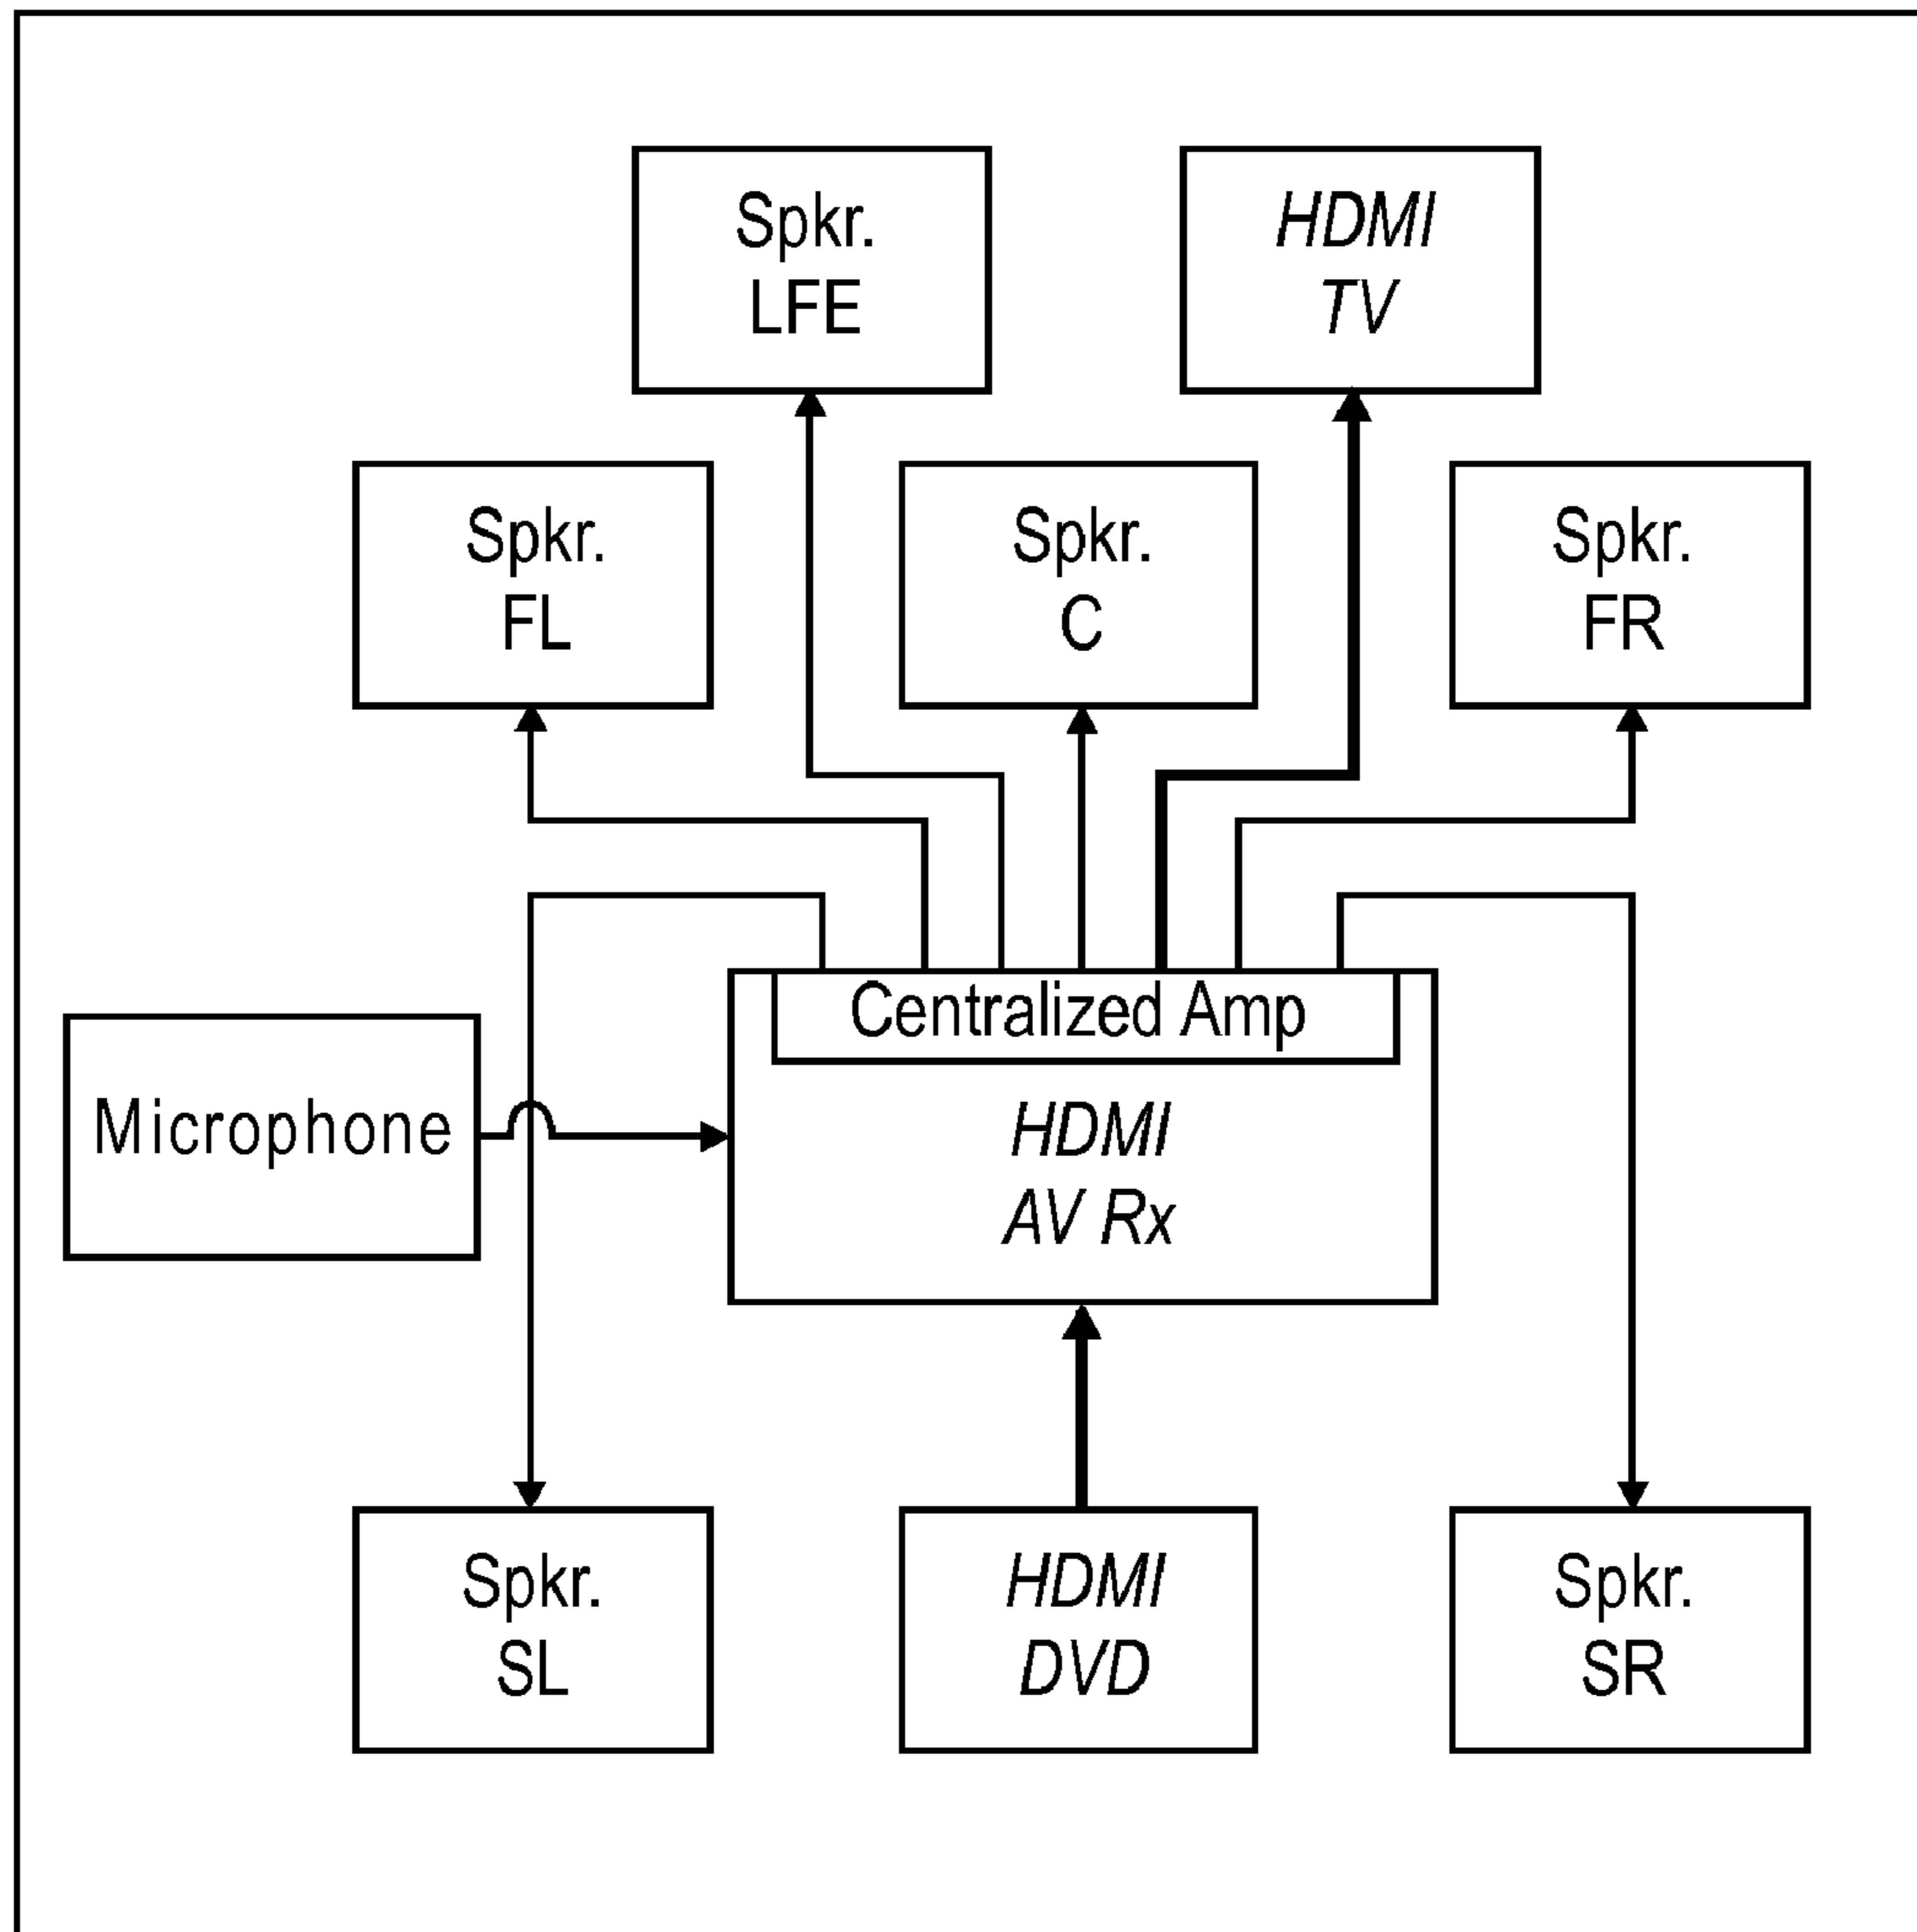 Spkr.
LFE
HDMI
TV
Spkr.
FL
Spkr.
C
Spkr.
FR
Centralized Amp
Microphone
HDMI
AV Rx
Spkr.
SL
HDMI
DVD
Spkr.
SR